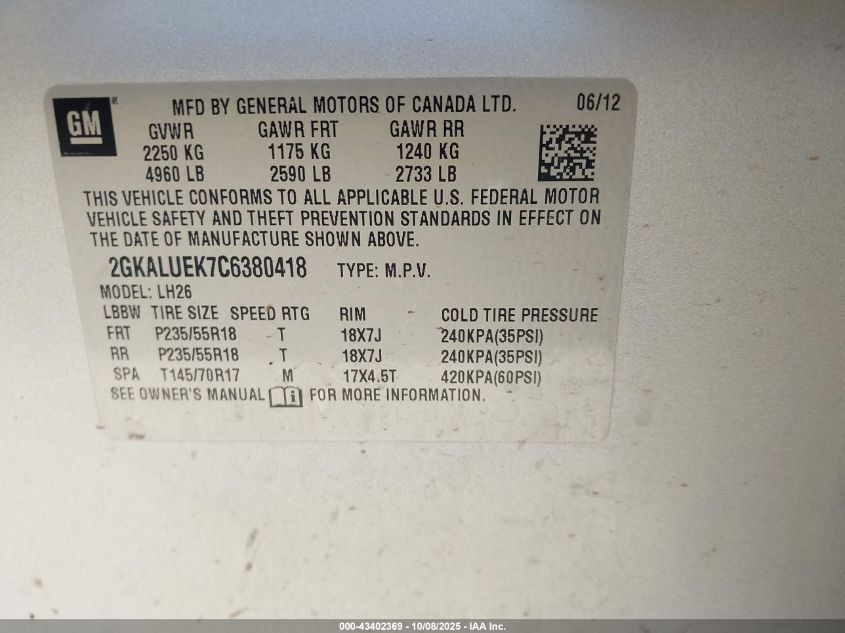 GM ® MFD BY GENERAL MOTORS OF CANADA LTD. 06/12
GVWR GAWR FRT GAWR RR
2250 KG 1175 KG 1240 KG
4960 LB 2590 LB 2733 LB
THIS VEHICLE CONFORMS TO ALL APPLICABLE U.S. FEDERAL MOTOR
VEHICLE SAFETY AND THEFT PREVENTION STANDARDS IN EFFECT ON
THE DATE OF MANUFACTURE SHOWN ABOVE.
2GKALUEK7C6380418 TYPE: M.P.V.
MODEL: LH26
LBBW TIRE SIZE SPEED RTG RIM COLD TIRE PRESSURE
FRT P235/55R18 T 18X7J 240KPA(35PSI)
RR P235/55R18 T 18X7J 240KPA(35PSI)
SPA T145/70R17 M 17X4.5T 420KPA(60PSI)
SEE OWNER'S MANUAL FOR MORE INFORMATION.
000-43402369 - 10/08/2025 - IAA Inc.